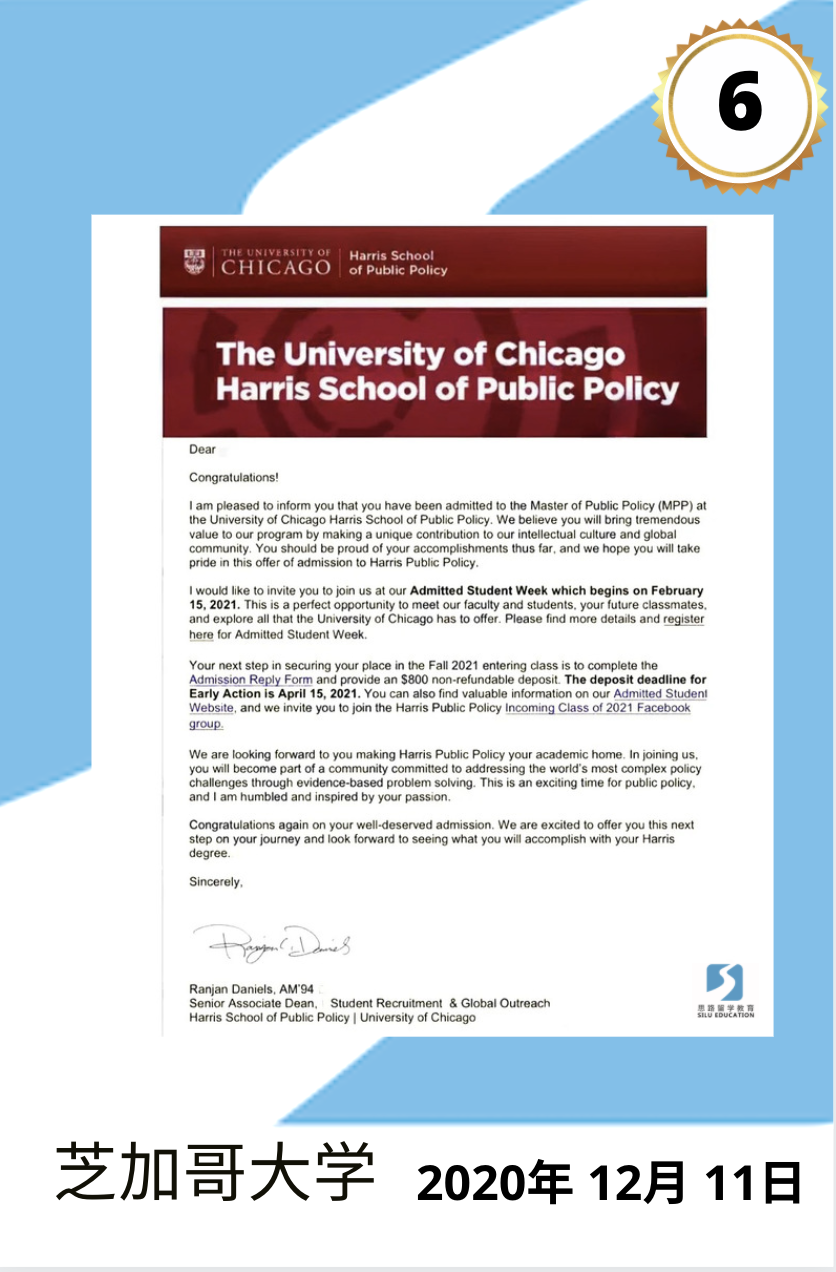 6
THE UNIVERSITY OF
CHICAGO
Harris School
of Public Policy
The University of Chicago
Harris School of Public Policy
Dear
Congratulations!
I am pleased to inform you that you have been admitted to the Master of Public Policy (MPP) at
the University of Chicago Harris School of Public Policy. We believe you will bring tremendous
value to our program by making a unique contribution to our intellectual culture and global
community. You should be proud of your accomplishments thus far, and we hope you will take
pride in this offer of admission to Harris Public Policy.
I would like to invite you to join us at our Admitted Student Week which begins on February
15, 2021. This is a perfect opportunity to meet our faculty and students, your future classmates,
and explore all that the University of Chicago has to offer. Please find more details and register
here for Admitted Student Week.
Your next step in securing your place in the Fall 2021 entering class is to complete the
Admission Reply Form and provide an $800 non-refundable deposit. The deposit deadline for
Early Action is April 15, 2021. You can also find valuable information on our Admitted Student
Website, and we invite you to join the Harris Public Policy Incoming Class of 2021 Facebook
group.
We are looking forward to you making Harris Public Policy your academic home. In joining us,
you will become part of a community committed to addressing the world's most complex policy
challenges through evidence-based problem solving. This is an exciting time for public policy,
and I am humbled and inspired by your passion.
Congratulations again on your well-deserved admission. We are excited to offer you this next
step on your journey and look forward to seeing what you will accomplish with your Harris
degree.
Sincerely,
Ranjan Daniels
Ranjan Daniels, AM'94
Senior Associate Dean, Student Recruitment & Global Outreach
Harris School of Public Policy | University of Chicago
思路留学教育
SILU EDUCATION
芝加哥大学 2020年 12月 11日